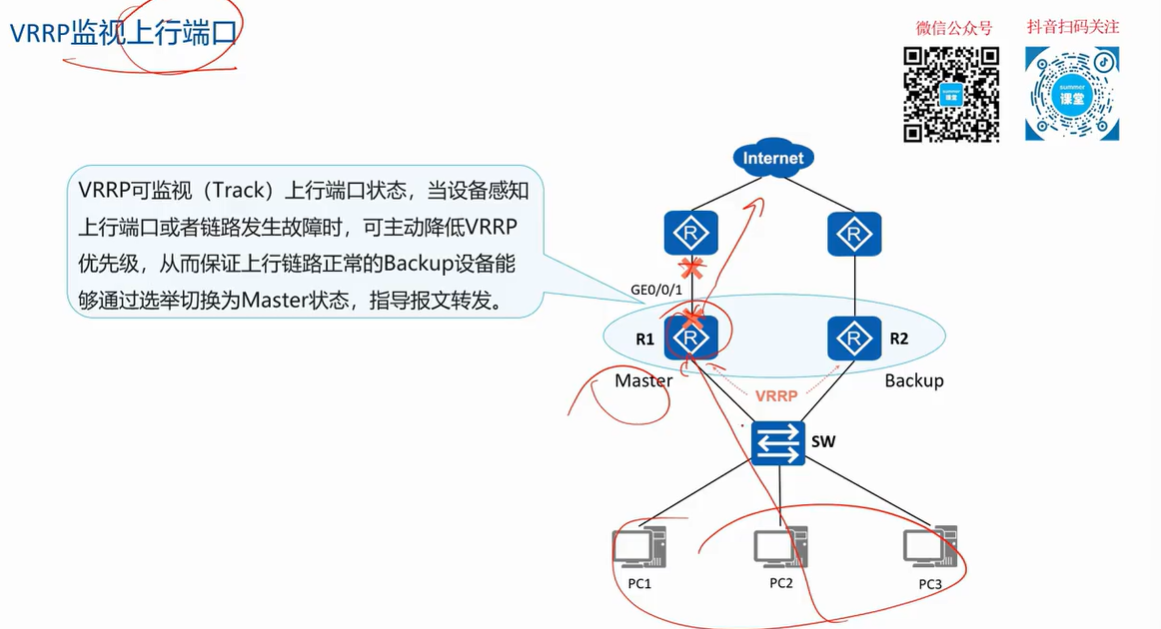 VRRP监视上行端口
微信公众号
抖音扫码关注
summer
课堂
summer
课堂
VRRP可监视（Track）上行端口状态，当设备感知
上行端口或者链路发生故障时，可主动降低VRRP
优先级，从而保证上行链路正常的Backup设备能
够通过选举切换为Master状态，指导报文转发。
Internet
R
R
GE0/0/1
R1
R
R
R2
Master
VRRP
Backup
SW
PC1
PC2
PC3